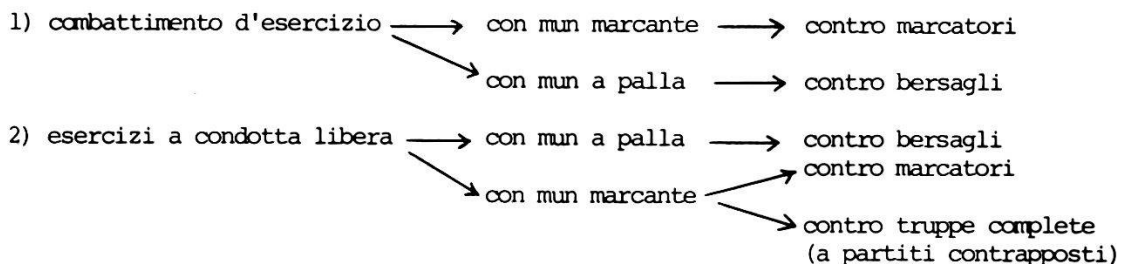 1) combattimento d'esercizio → con mun marcante → contro marcatori
con mun a palla → contro bersagli
2) esercizi a condotta libera → con mun a palla → contro bersagli
contro marcatori
con mun marcante
contro truppe complete
(a partiti contrapposti)